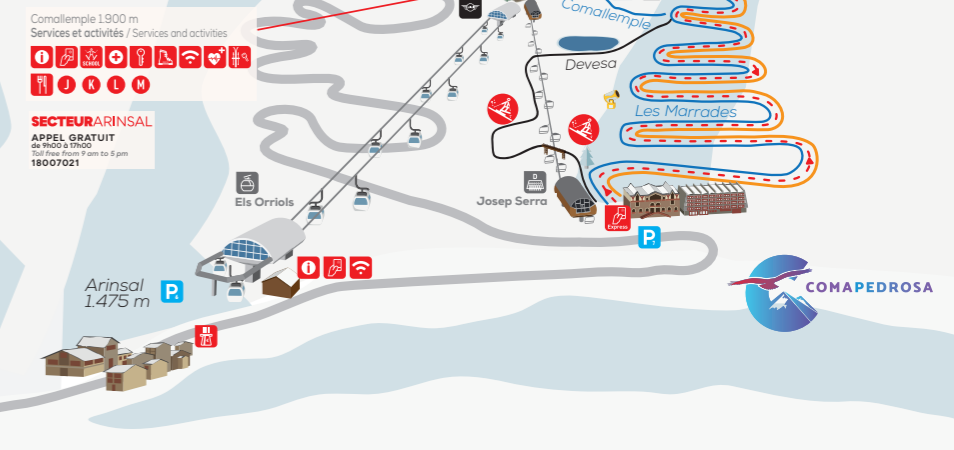 Comallemple 1.900 m
Services et activités / Services and activities
SCHOOL
J K L M
SECTEURARINSAL
APPEL GRATUIT
de 9h00 à 17h00
Toll free from 9 am to 5 pm
18007021
Comallemple
Devesa
Les Marrades
Els Orriols
D
Josep Serra
Express
P
Arinsal
1.475 m
P
COMAPEDROSA